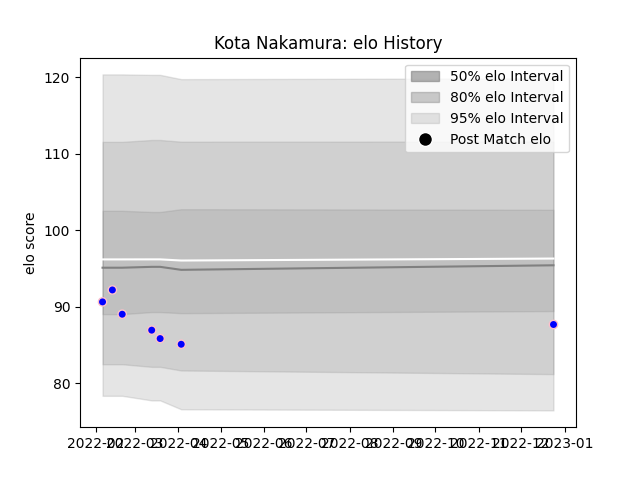 Kota Nakamura: elo History
50% elo Interval
80% elo Interval
95% elo Interval
Post Match elo
elo score
120
110
100
90
80
2022-02 2022-03 2022-04 2022-05 2022-06 2022-07 2022-08 2022-09 2022-10 2022-11 2022-12 2023-01